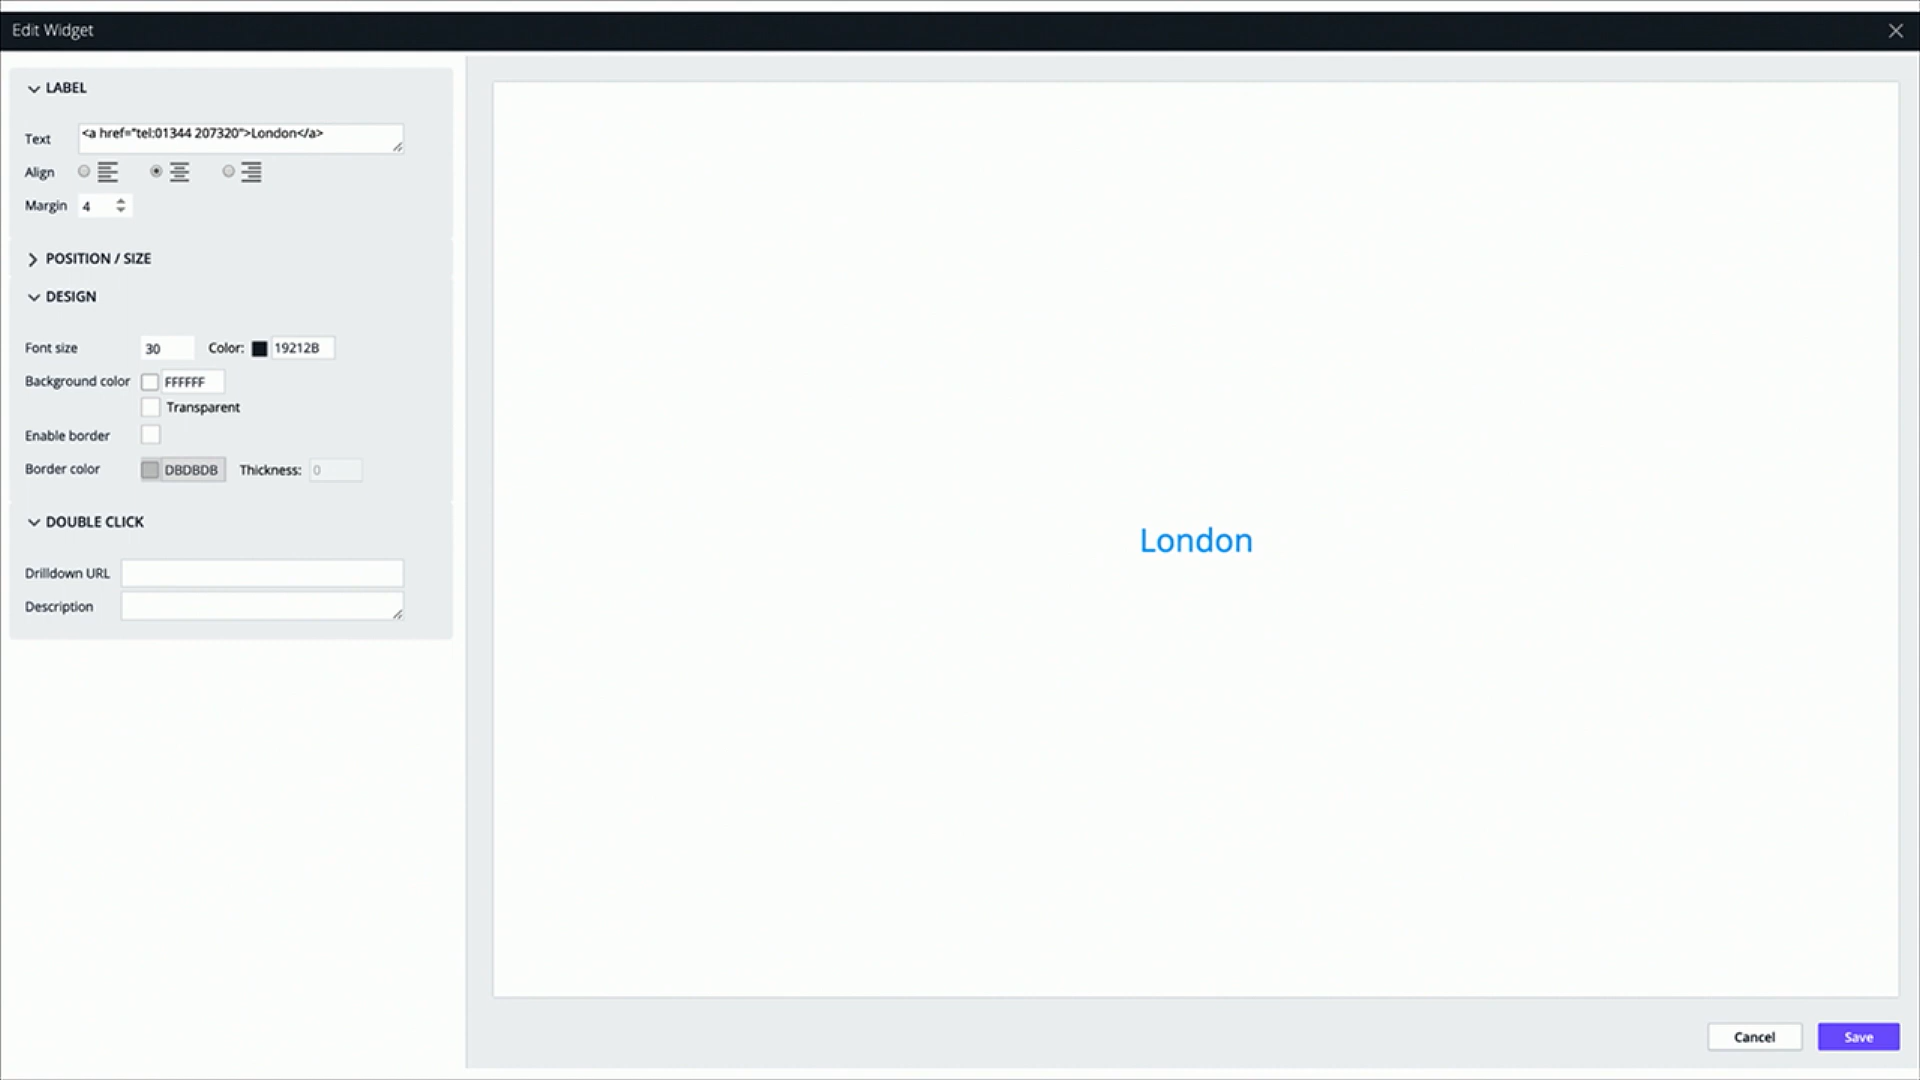 Edit Widget
LABEL
Text <a href="tel:01344 207320">London</a>
Align
Margin 4
POSITION / SIZE
DESIGN
Font size 30 Color: 19212B
Background color FFFFFF
Transparent
Enable border
Border color DBDBDB Thickness: 0
DOUBLE CLICK
London
Drilldown URL
Description
Cancel Save